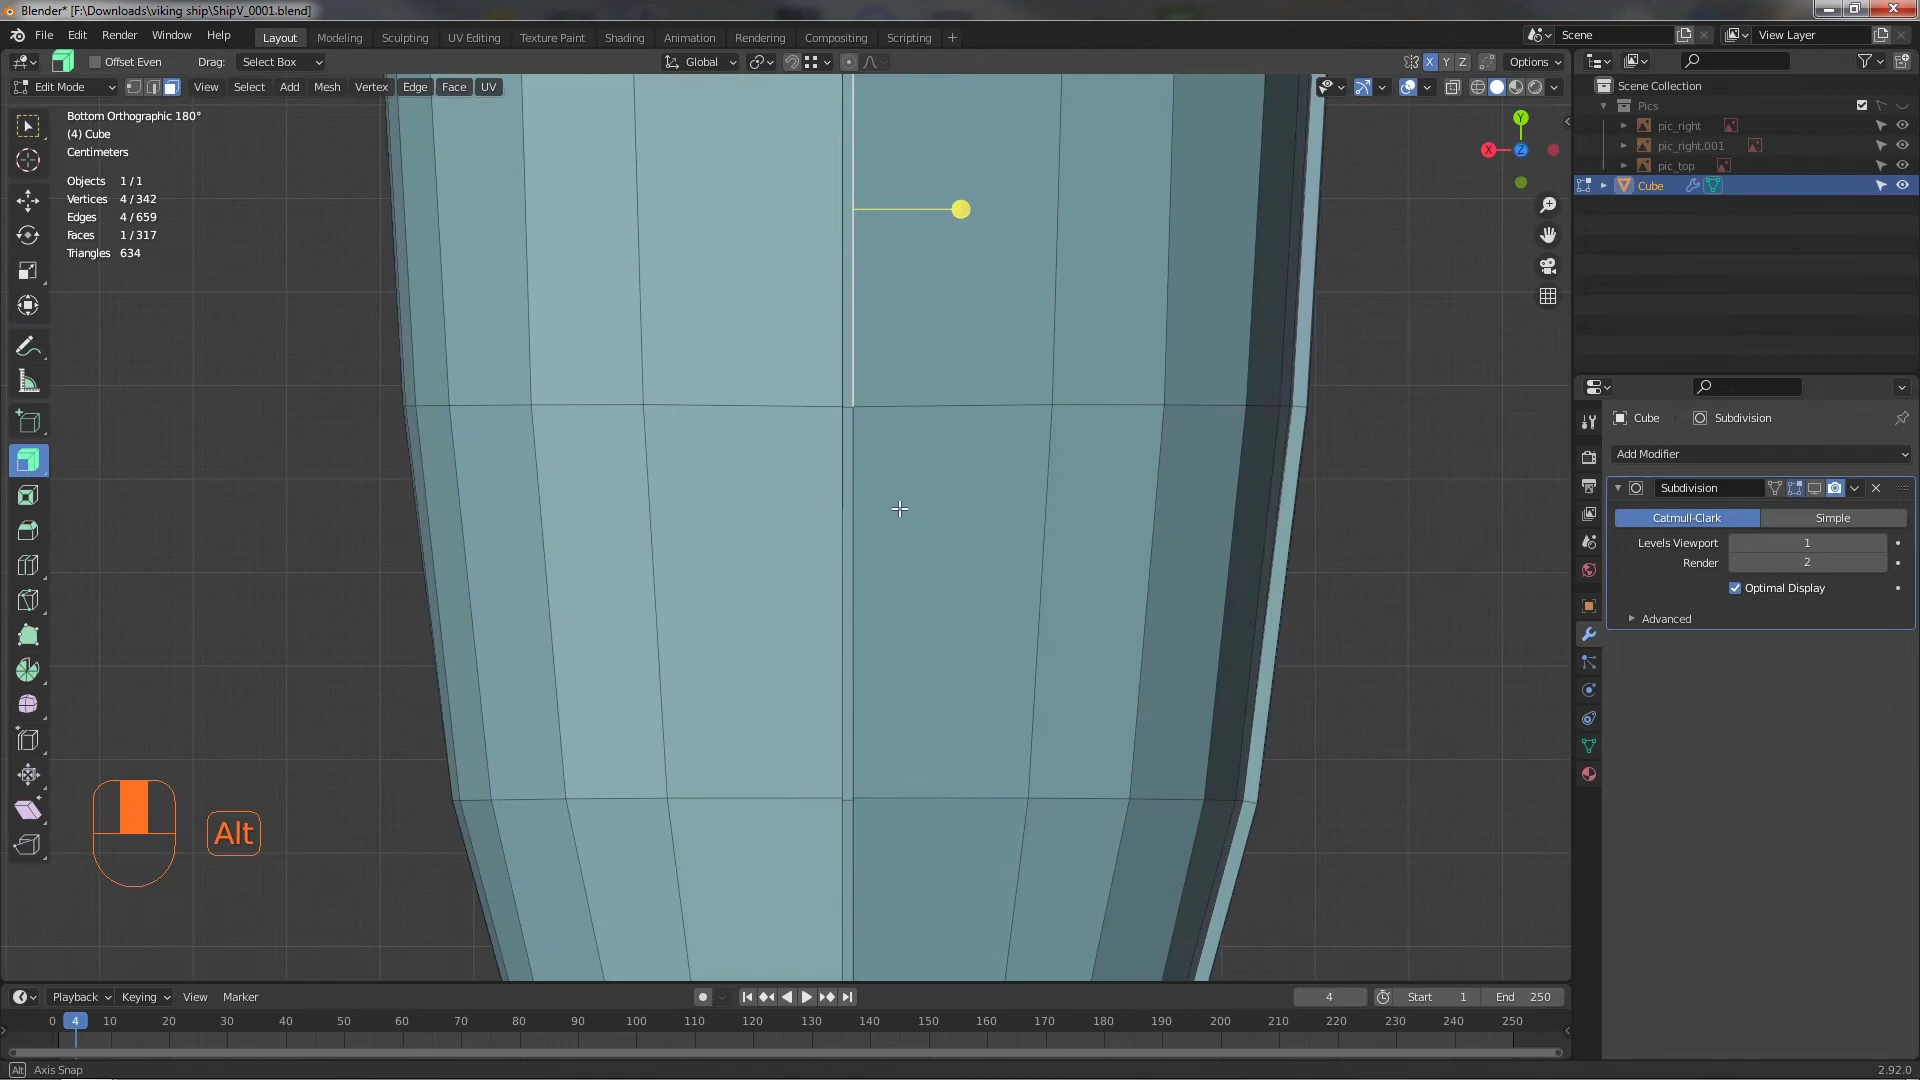 Blender* [F:\Downloads\viking ship\ShipV_0001.blend]
File Edit Render Window Help
Layout Modeling Sculpting UV Editing Texture Paint Shading Animation Rendering Compositing Scripting
Scene
View Layer
Offset Even
Drag: Select Box
Global
X Y Z
Options
Edit Mode
View Select Add Mesh Vertex Edge Face UV
Bottom Orthographic 180°
(4) Cube
Centimeters
Objects 1/1
Vertices 4/342
Edges 4/659
Faces 1/317
Triangles 634
Y
X
Z
Scene Collection
Pics
pic_right
pic_right.001
pic_top
Cube
Cube
Subdivision
Add Modifier
Subdivision
Catmull-Clark Simple
Levels Viewport 1
Render 2
Optimal Display
Advanced
Alt
Playback Keying View Marker
4
Start 1
End 250
0 4 10 20 30 40 50 60 70 80 90 100 110 120 130 140 150 160 170 180 190 200 210 220 230 240 250
Alt Axis Snap
2.92.0